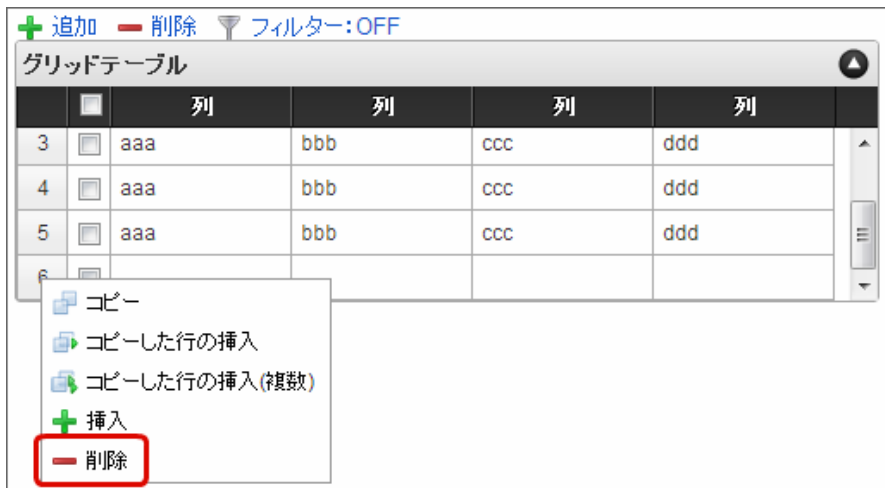 追加 削除 フィルター:OFF
グリッドテーブル
列 列 列 列
3 aaa bbb ccc ddd
4 aaa bbb ccc ddd
5 aaa bbb ccc ddd
6
コピー
コピーした行の挿入
コピーした行の挿入(複数)
挿入
削除